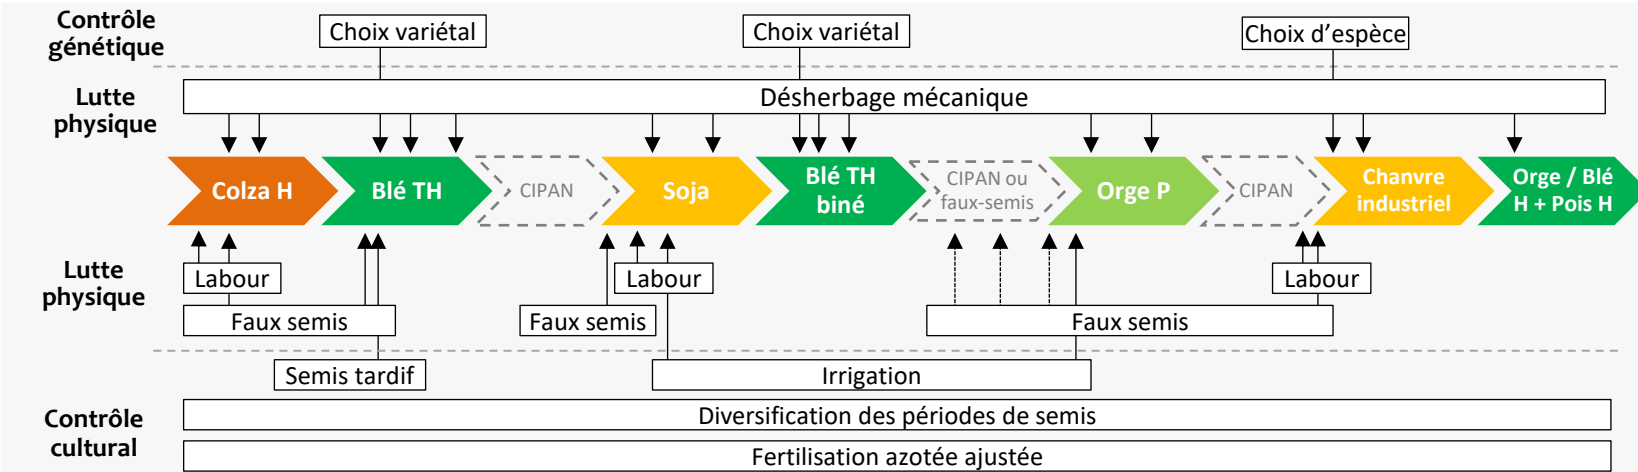 Contrôle
génétique
Choix variétal
Choix variétal
Choix d'espèce
Lutte
physique
Désherbage mécanique
Colza H
Blé TH
CIPAN
Soja
Blé TH
biné
CIPAN ou
faux-semis
Orge P
CIPAN
Chanvre
industriel
Orge / Blé
H + Pois H
Lutte
physique
Labour
Labour
Labour
Faux semis
Faux semis
Faux semis
Semis tardif
Irrigation
Contrôle
cultural
Diversification des périodes de semis
Fertilisation azotée ajustée